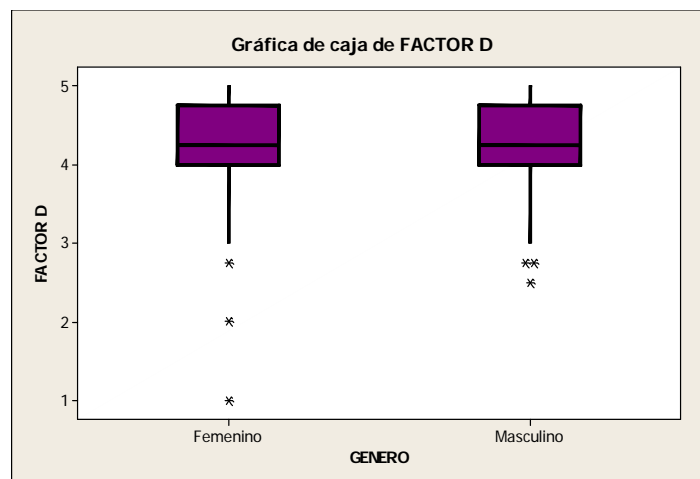 Gráfica de caja de FACTOR D
5
4
3
2
1
FACTOR D
Femenino
Masculino
GENERO